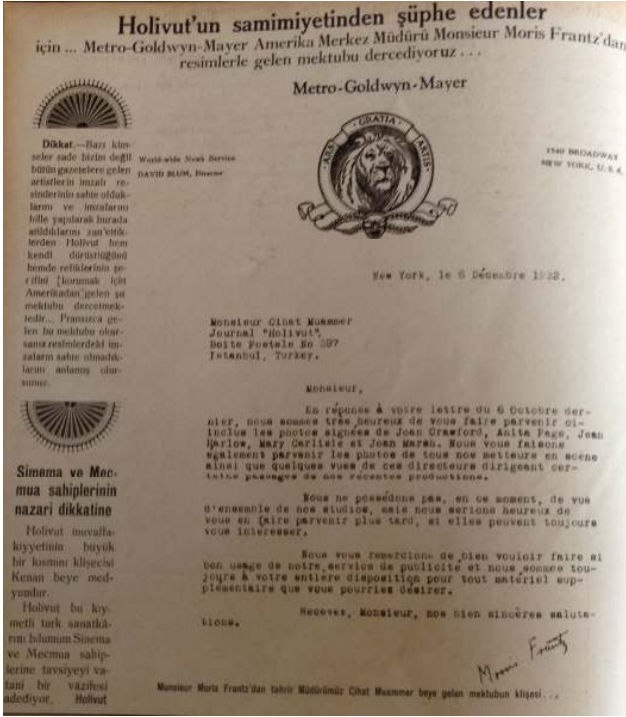 Holivut'un samimiyetinden şüphe edenler
için ... Metro-Goldwyn-Mayer Amerika Merkez Müdürü Monsieur Moris Frantz'dan
resimlerle gelen mektubu dercediyoruz . . .
Metro-Goldwyn-Mayer
ARS GRATIA ARTIS
World-wide News Service
DAVID BLUM, Director
1540 BROADWAY
NEW YORK, U.S.A.
Dikkat.—Bazı kim-
seler sade bizim değil
bütün gazetelere gelen
artistlerin imzalı re-
simlerinin sahte olduk-
larını ve imzaların
hille yapılarak burada
atıldıklarını zan'ettik-
lerden Holivut hem
kendi dürüstlüğünü
hemde refiklerinin şe-
refini [korumak için
Amerikadan gelen şu
mektubu dercetmek-
tedir... Fransızca ge-
len bu mektubu okur-
sanız resimlerdeki im-
zaların sahte olmadık-
larını anlamış olur-
sunuz.
Simema ve Mec-
mua sahiplerinin
nazari dikkatine
Holivut muvaffa-
kiyyetinin büyük
bir kısmını klişecisi
Kenan beye med-
yundur.
Holivut bu kıy-
metli turk sanatkâ-
rını bilumum Sinema
ve Mecmua sahip-
lerine tavsiyeyi va-
tani bir vazifesi
adediyor. Holivut
New York, le 6 Décembre 1932.
Monsieur Cihat Muammer
Journal "Holivut",
Boite Postale No 397
Istanbul, Turkey.
Monsieur,
En réponse à votre lettre du 6 Octobre der-
nier, nous sommes très heureux de vous faire parvenir ci-
inclus les photos signées de Joan Crawford, Anita Page, Jean
Harlow, Mary Carlisle et Joan Marsh. Nous vous faisons
également parvenir les photos de tous nos metteurs en scène
ainsi que quelques vues de ces directeurs dirigeant cer-
tains passages de nos récentes productions.
Nous ne possédons pas, en ce moment, de vue
d'ensemble de nos studios, mais nous serions heureux de
vous en faire parvenir plus tard, si elles peuvent toujours
vous intéresser.
Nous vous remercions de bien vouloir faire si
bon usage de notre service de publicité et nous sommes tou-
jours à votre entière disposition pour tout matériel sup-
plémentaire que vous pourriez désirer.
Recevez, Monsieur, nos bien sincères saluta-
tions.
Moris Frantz
Monsieur Moris Frantz'dan tahrir Müdürümüz Cihat Muammer beye gelen mektubun klişesi...